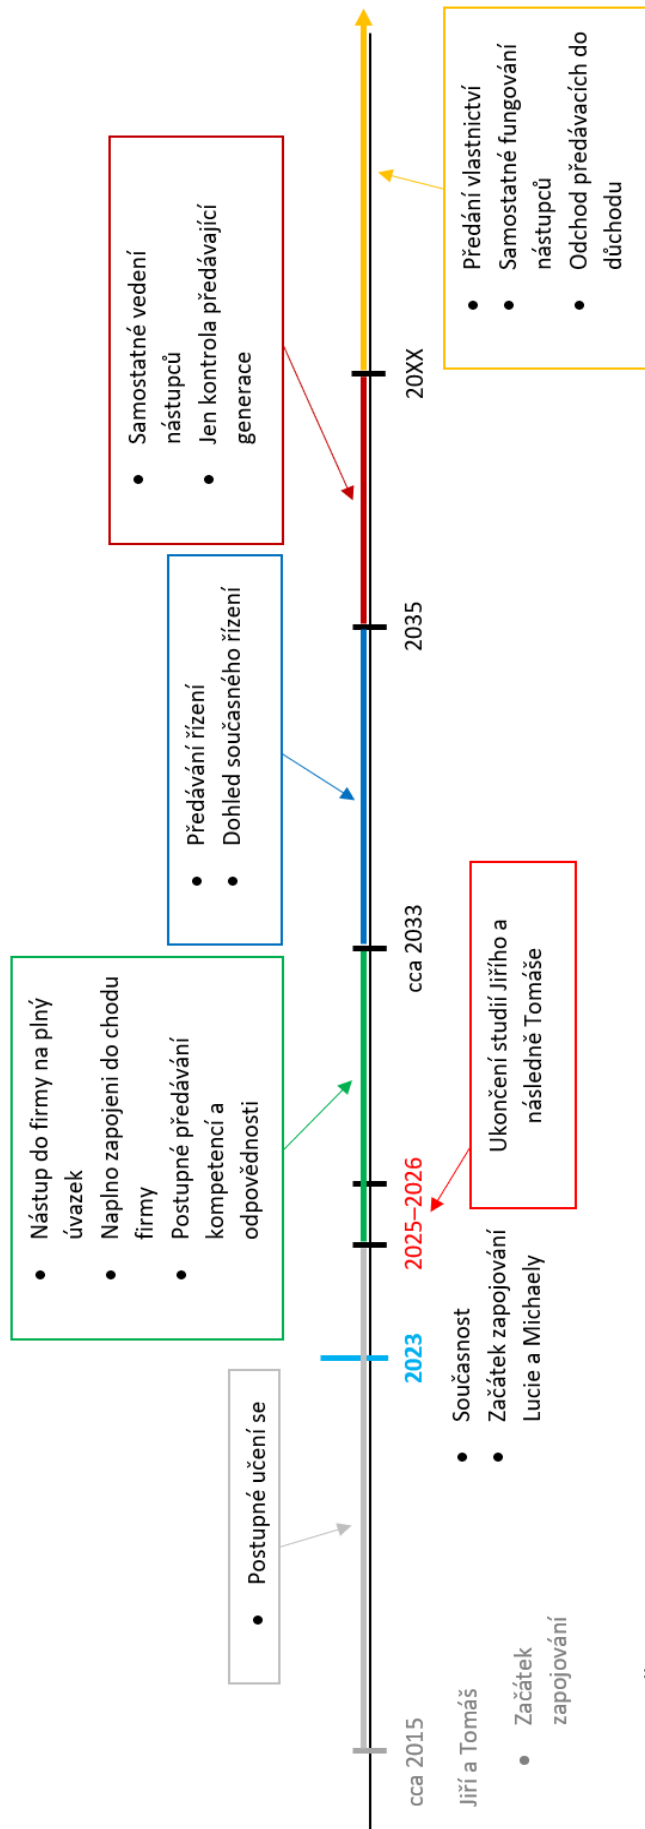 Nástup do firmy na plný
úvazek
Naplno zapojeni do chodu
firmy
Postupné předávání
kompetencí a
odpovědnosti
Samostatné vedení
nástupců
Jen kontrola předávající
generace
Předávání řízení
Dohled současného řízení
Postupné učení se
cca 2015
2023
2025–2026
cca 2033
2035
20XX
Jiří a Tomáš
Začátek
zapojování
Současnost
Začátek zapojování
Lucie a Michaely
Ukončení studií Jiřího a
následně Tomáše
Předání vlastnictví
Samostatné fungování
nástupců
Odchod předávacích do
důchodu